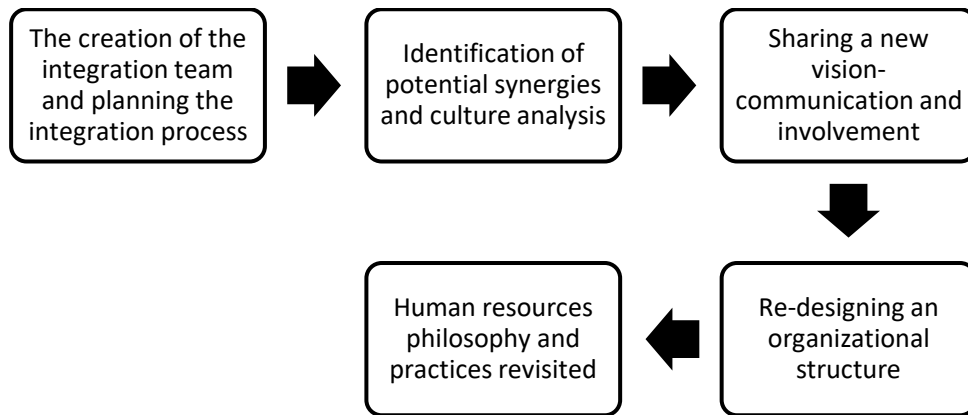 The creation of the
integration team
and planning the
integration process
Identification of
potential synergies
and culture analysis
Sharing a new
vision-
communication and
involvement
Re-designing an
organizational
structure
Human resources
philosophy and
practices revisited